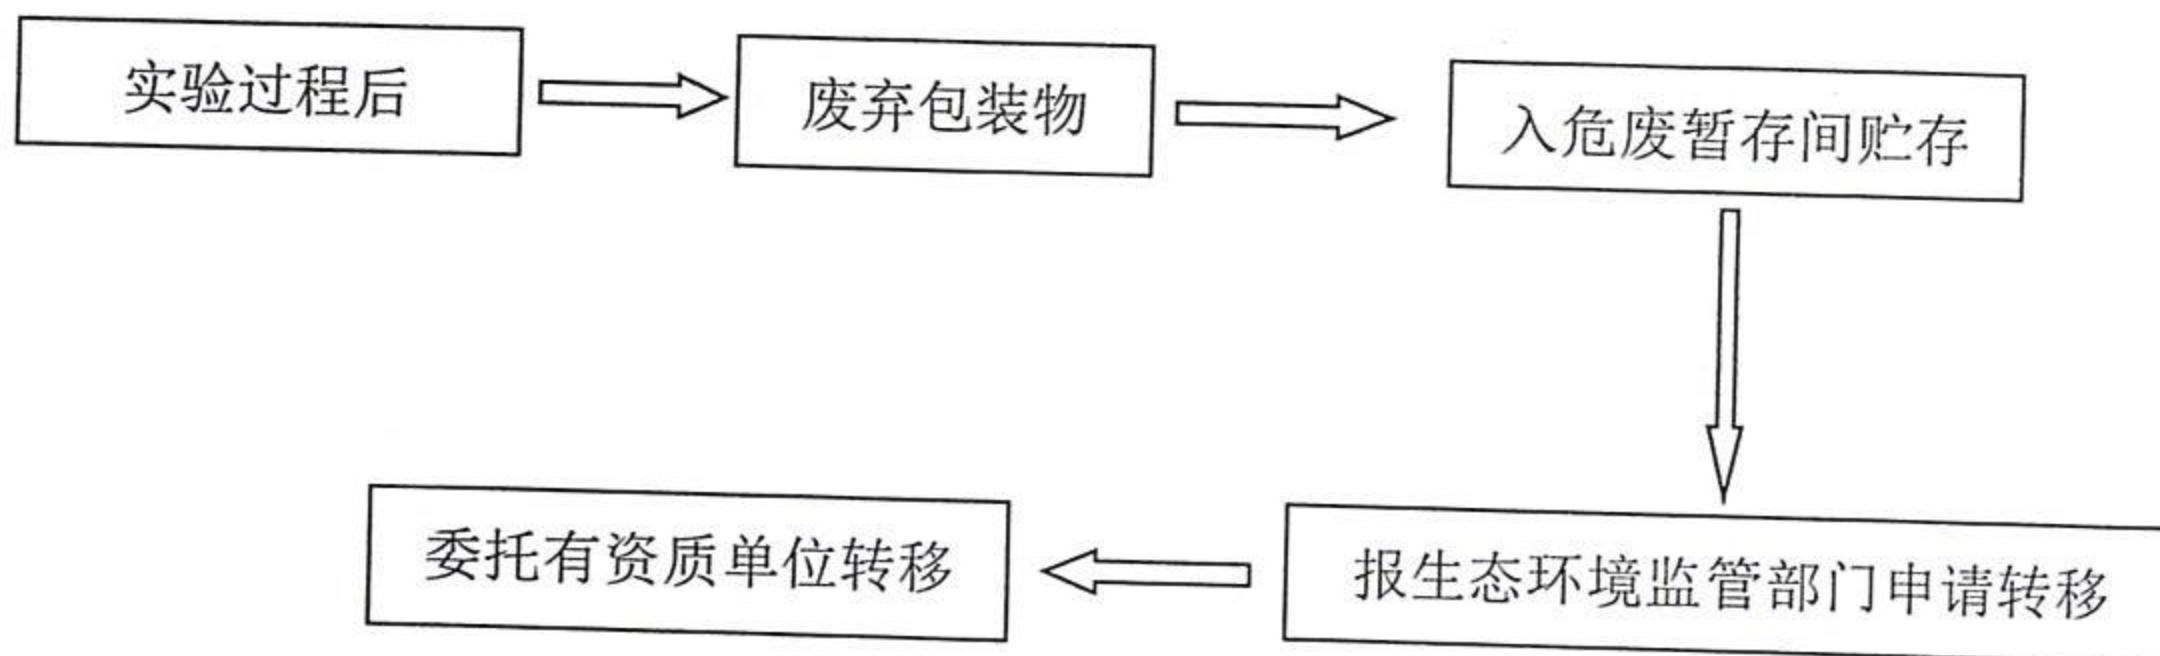 实验过程后
废弃包装物
入危废暂存间贮存
报生态环境监管部门申请转移
委托有资质单位转移